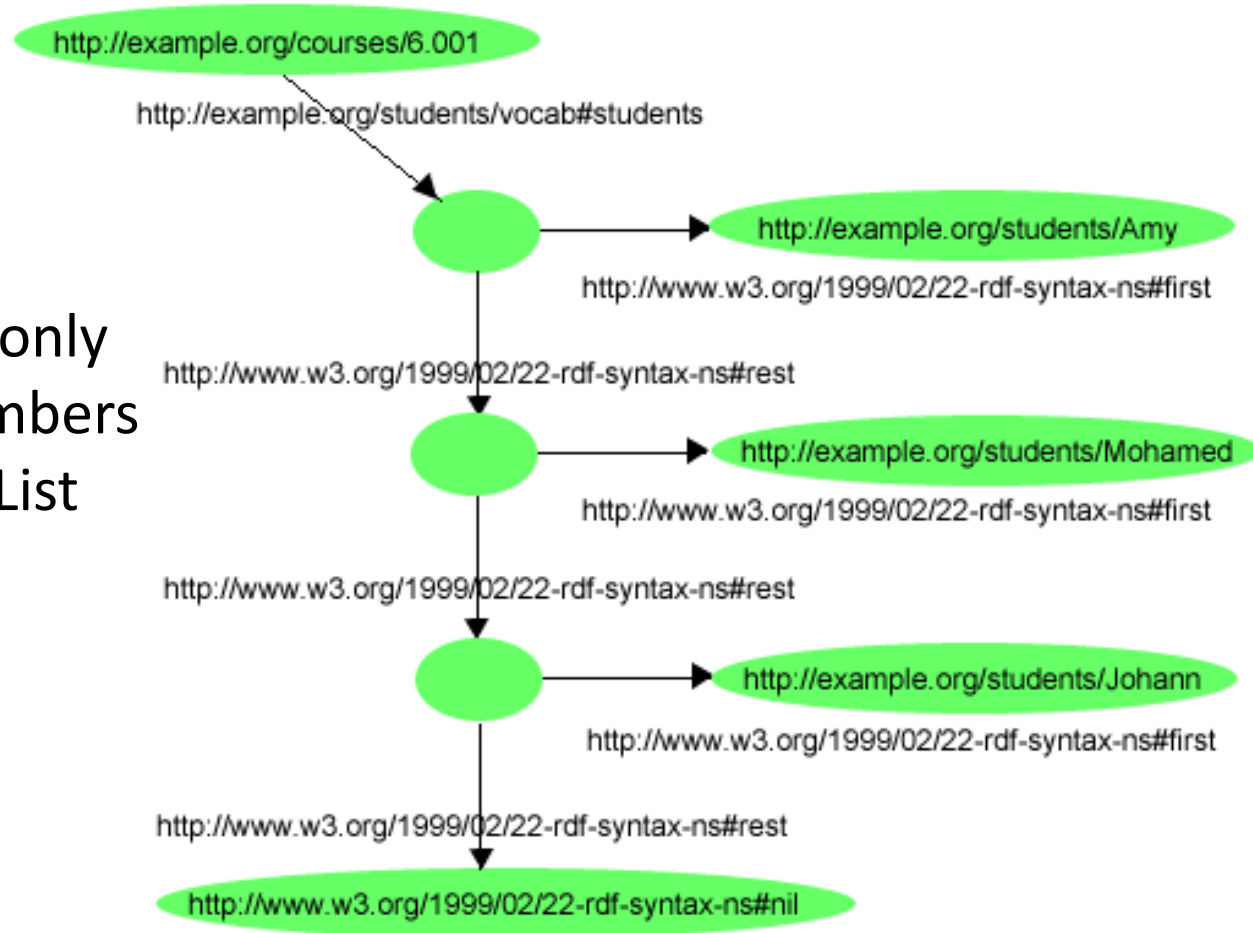 http://example.org/courses/6.001
http://example.org/students/vocab#students
http://example.org/students/Amy
http://www.w3.org/1999/02/22-rdf-syntax-ns#first
only
http://www.w3.org/1999/02/22-rdf-syntax-ns#rest
mbers
http://example.org/students/Mohamed
List
http://www.w3.org/1999/02/22-rdf-syntax-ns#first
http://www.w3.org/1999/02/22-rdf-syntax-ns#rest
http://example.org/students/Johann
http://www.w3.org/1999/02/22-rdf-syntax-ns#first
http://www.w3.org/1999/02/22-rdf-syntax-ns#rest
http://www.w3.org/1999/02/22-rdf-syntax-ns#nil